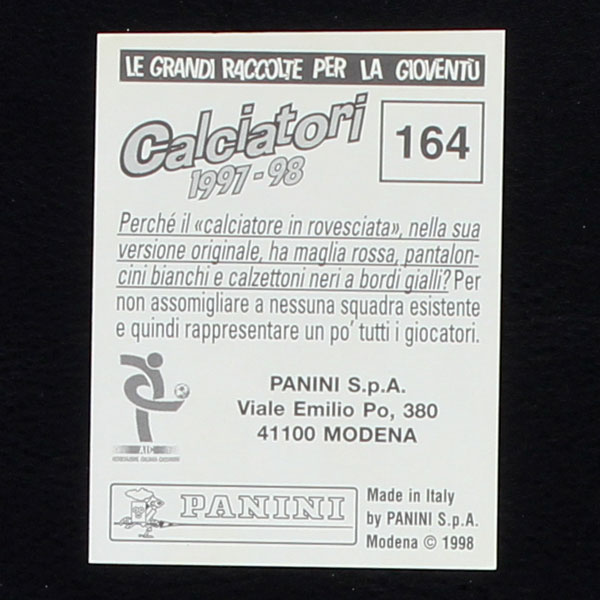 LE GRANDI RACCOLTE PER LA GIOVENTÙ
Calciatori
1997-98
164
Perché il «calciatore in rovesciata», nella sua
versione originale, ha maglia rossa, pantalon-
cini bianchi e calzettoni neri a bordi gialli? Per
non assomigliare a nessuna squadra esistente
e quindi rappresentare un po' tutti i giocatori.
PANINI S.p.A.
Viale Emilio Po, 380
41100 MODENA
AIC
ASSOCIAZIONE ITALIANA CALCIATORI
PANINI
Made in Italy
by PANINI S.p.A.
Modena © 1998